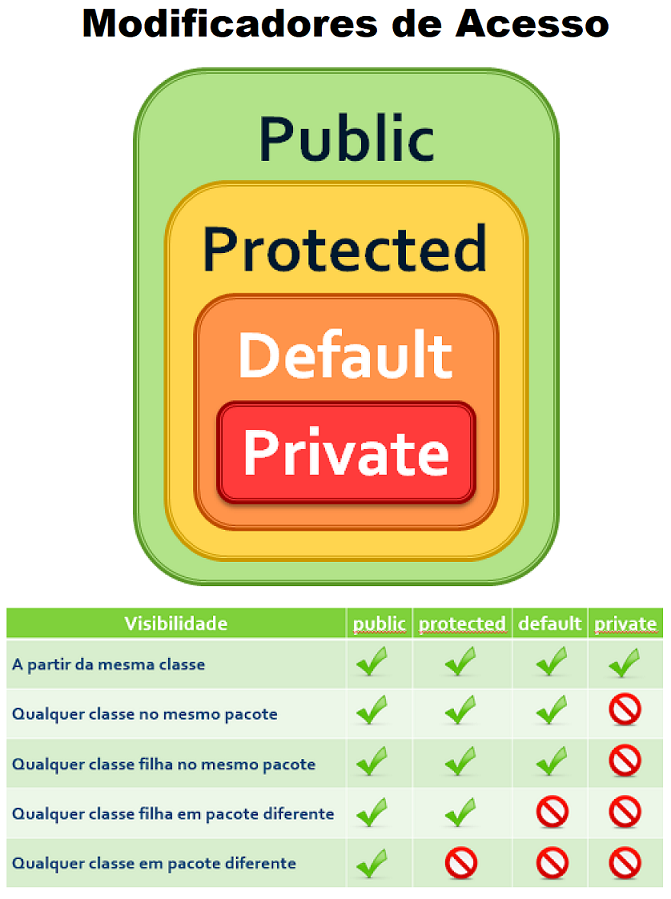 Modificadores de Acesso
Public
Protected
Default
Private
Visibilidade public protected default private
A partir da mesma classe
Qualquer classe no mesmo pacote
Qualquer classe filha no mesmo pacote
Qualquer classe filha em pacote diferente
Qualquer classe em pacote diferente